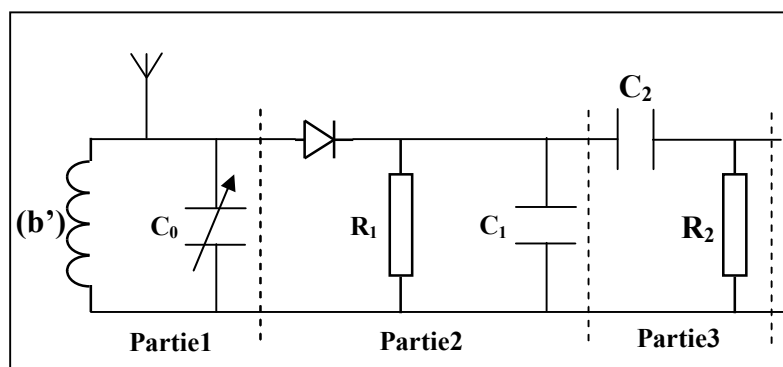 C₂
(b’)
C₀
R₁
C₁
R₂
Partie1
Partie2
Partie3